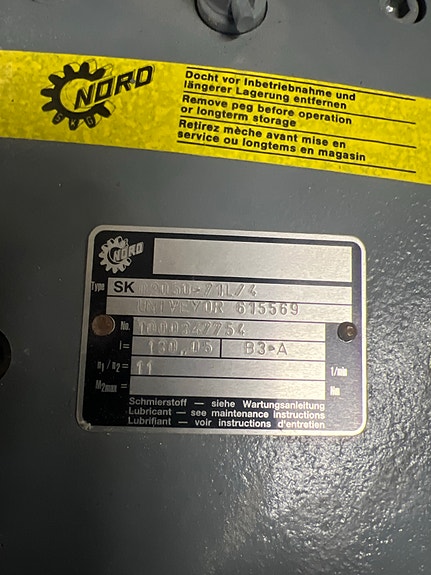 NORD
SKG
Docht vor Inbetriebnahme und
längerer Lagerung entfernen
Remove peg before operation
or longterm storage
Retirez mèche avant mise en
service ou longtems en magasin
NORD
Type SK
UNIVEYOR 615569
No.
i= B3-A
n₁/n₂= 11 1/min
M₂max= Nm
Schmierstoff — siehe Wartungsanleitung
Lubricant — see maintenance instructions
Lubrifiant — voir instructions d'entretien